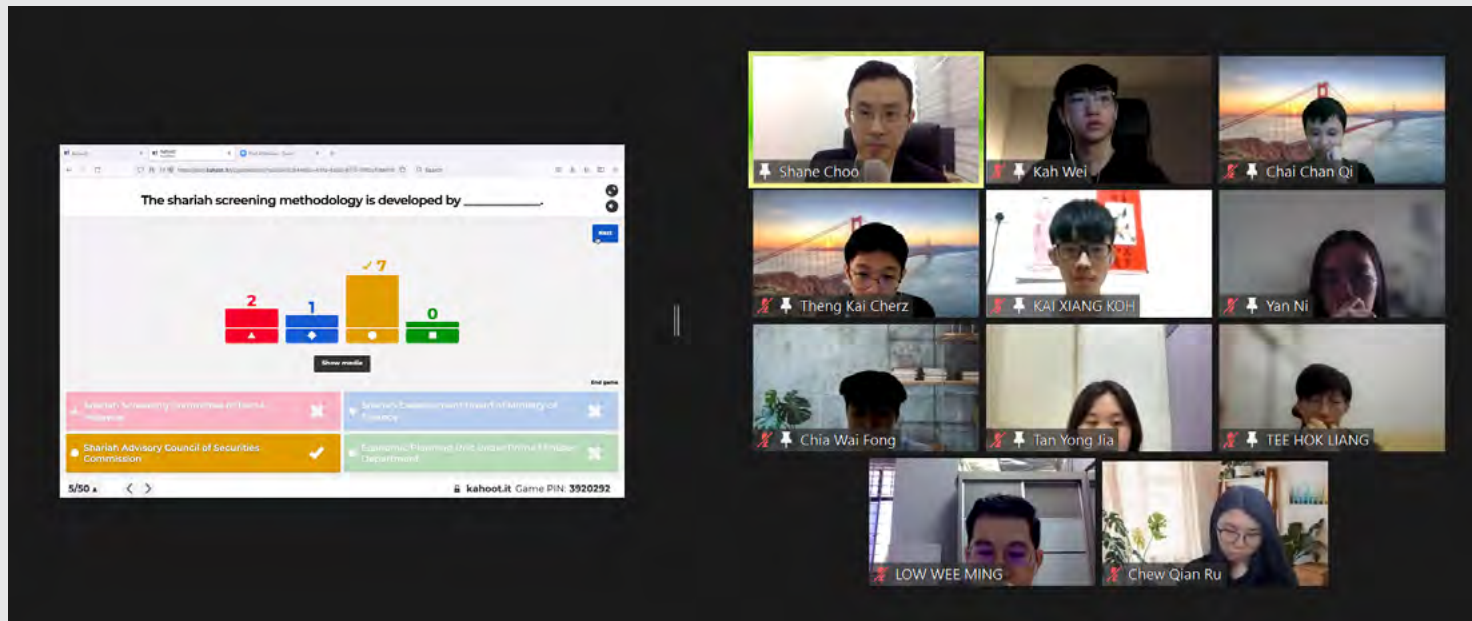 Search
The shariah screening methodology is developed by ___________.
Next
2
1
✓ 7
0
Show media
End game
Shariah Advisory Council of Securities
Commission
5/50
kahoot.it Game PIN: 3920292
Shane Choo
Kah Wei
Chai Chan Qi
Theng Kai Cherz
KAI XIANG KOH
Yan Ni
Chia Wai Fong
Tan Yong Jia
TEE HOK LIANG
LOW WEE MING
Chew Qian Ru